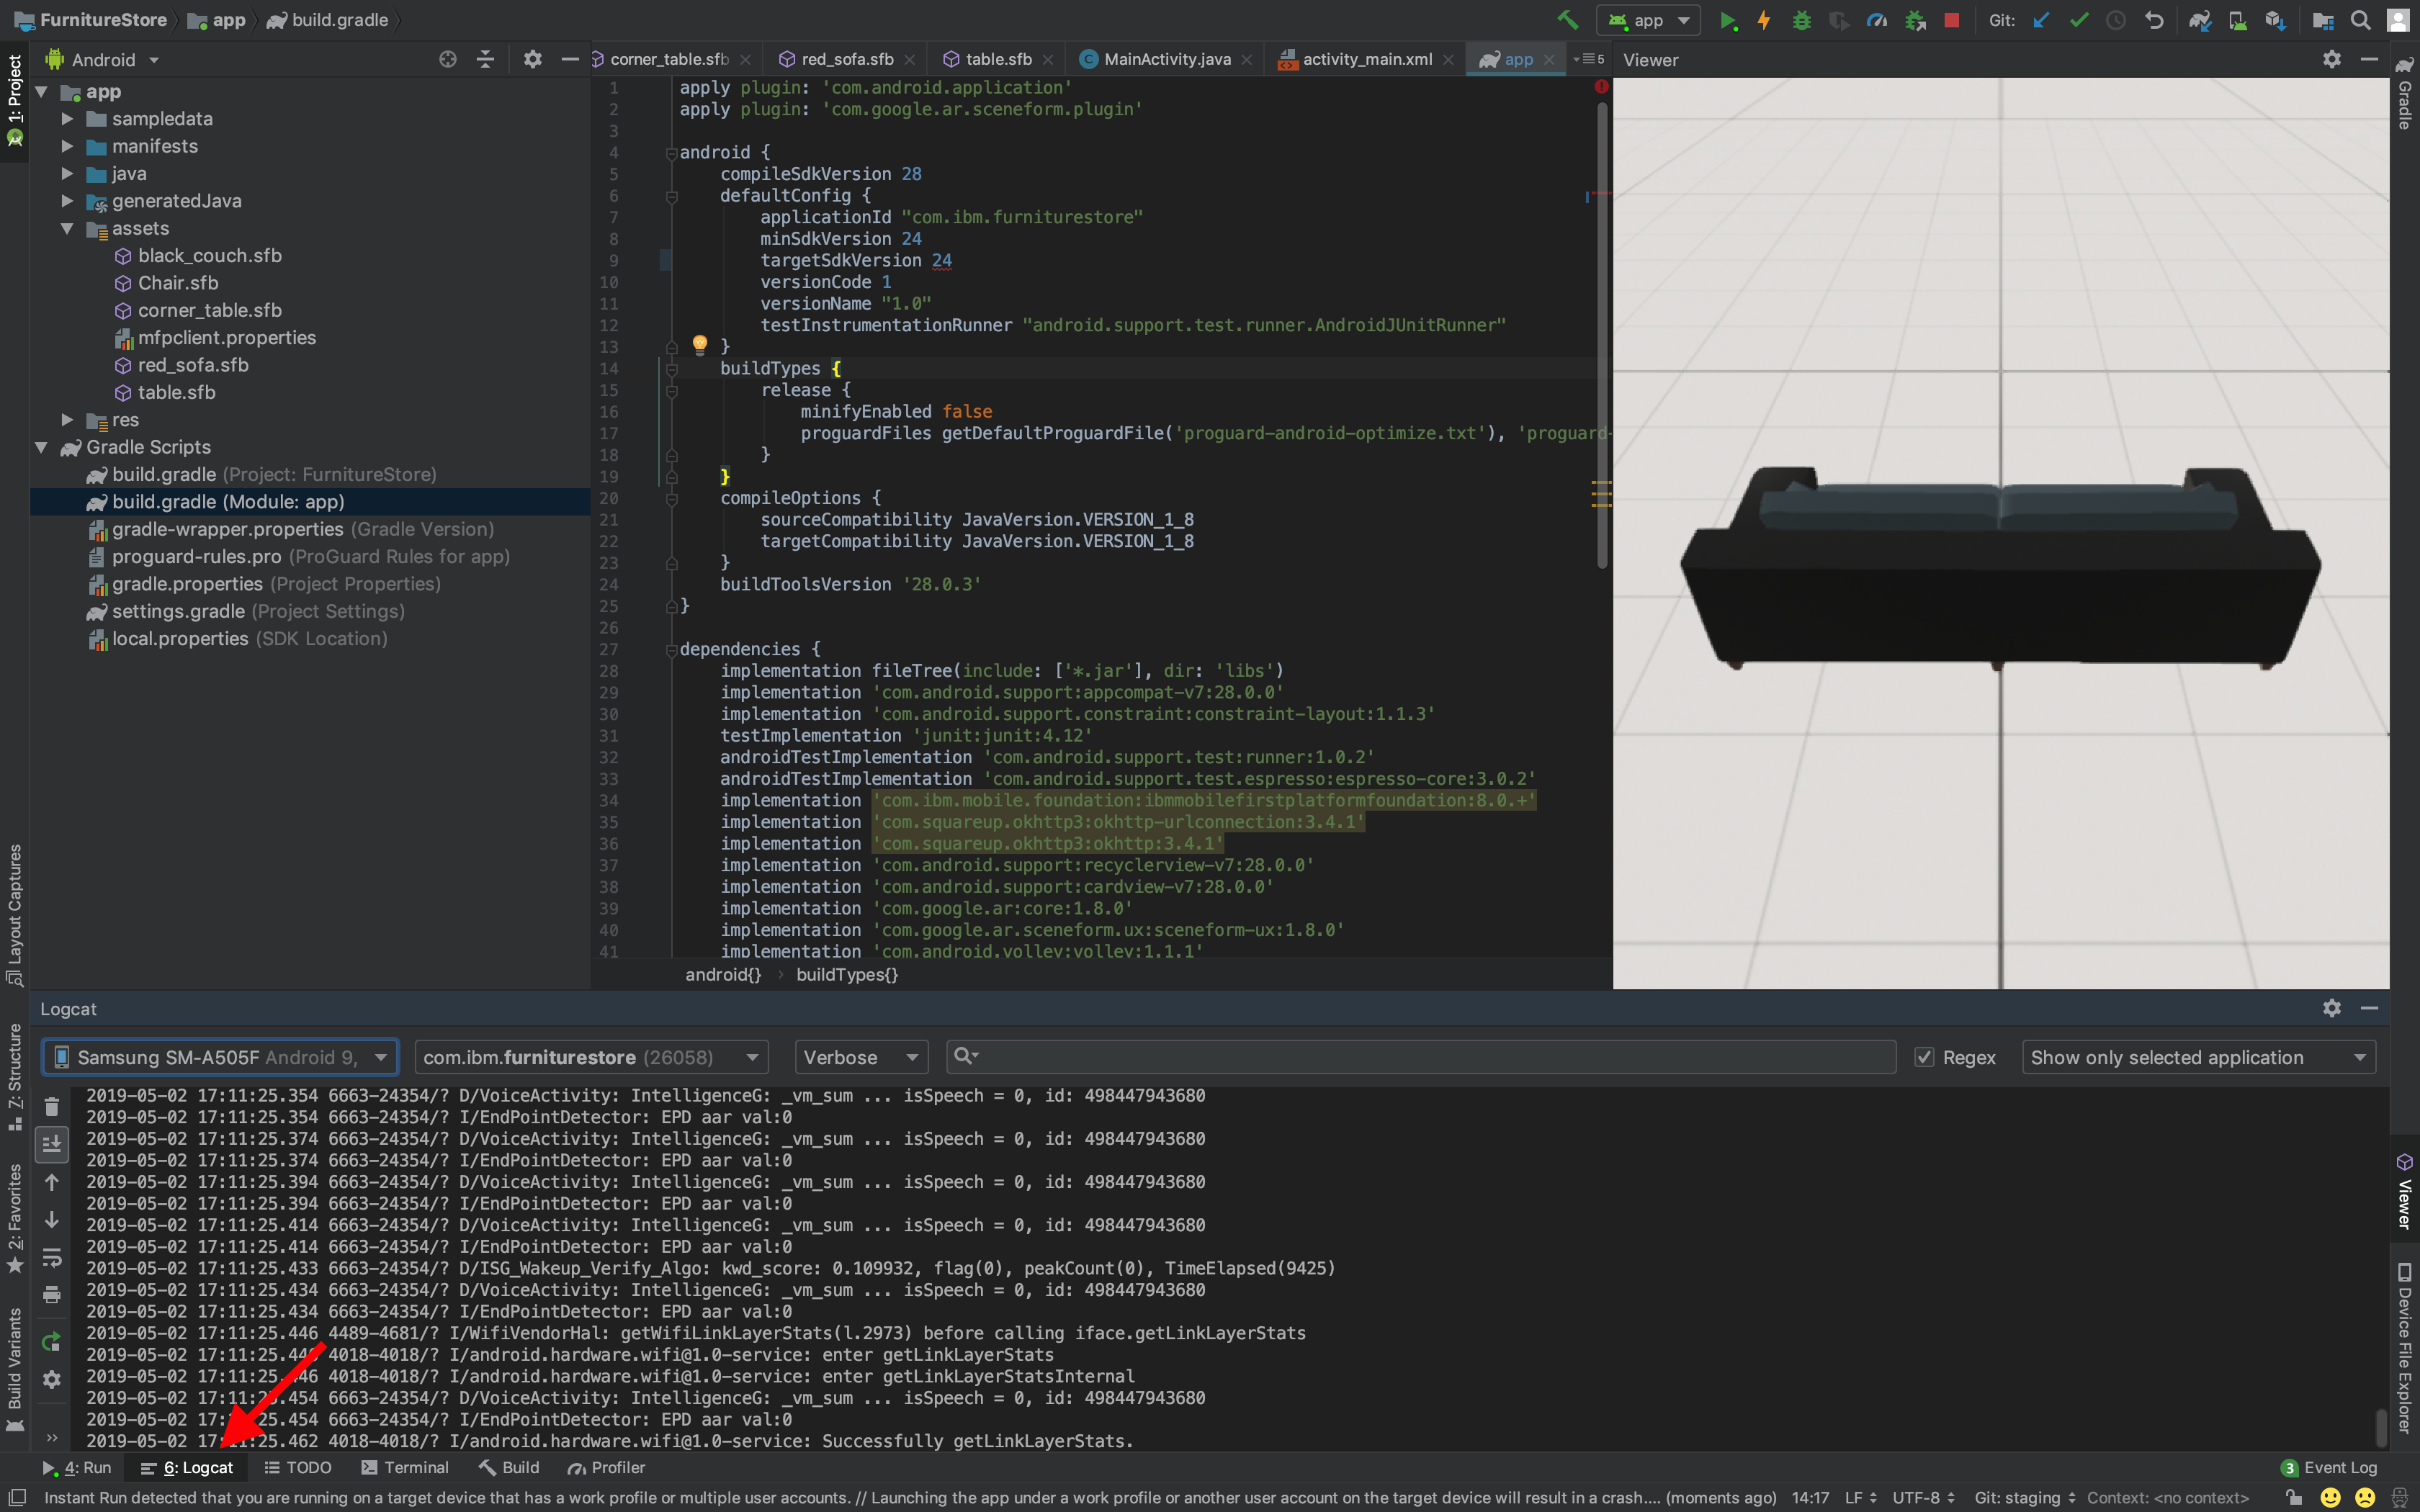 FurnitureStore app build.gradle
app Git:
Android
corner_table.sfb red_sofa.sfb table.sfb MainActivity.java activity_main.xml app 5
Viewer
1: Project
app
sampledata
manifests
java
generatedJava
assets
black_couch.sfb
Chair.sfb
corner_table.sfb
mfpclient.properties
red_sofa.sfb
table.sfb
res
Gradle Scripts
build.gradle (Project: FurnitureStore)
build.gradle (Module: app)
gradle-wrapper.properties (Gradle Version)
proguard-rules.pro (ProGuard Rules for app)
gradle.properties (Project Properties)
settings.gradle (Project Settings)
local.properties (SDK Location)
1 apply plugin: 'com.android.application'
2 apply plugin: 'com.google.ar.sceneform.plugin'
3
4 android {
5 compileSdkVersion 28
6 defaultConfig {
7 applicationId "com.ibm.furniturestore"
8 minSdkVersion 24
9 targetSdkVersion 24
10 versionCode 1
11 versionName "1.0"
12 testInstrumentationRunner "android.support.test.runner.AndroidJUnitRunner"
13 }
14 buildTypes {
15 release {
16 minifyEnabled false
17 proguardFiles getDefaultProguardFile('proguard-android-optimize.txt'), 'proguard-
18 }
19 }
20 compileOptions {
21 sourceCompatibility JavaVersion.VERSION_1_8
22 targetCompatibility JavaVersion.VERSION_1_8
23 }
24 buildToolsVersion '28.0.3'
25 }
26
27 dependencies {
28 implementation fileTree(include: ['*.jar'], dir: 'libs')
29 implementation 'com.android.support:appcompat-v7:28.0.0'
30 implementation 'com.android.support.constraint:constraint-layout:1.1.3'
31 testImplementation 'junit:junit:4.12'
32 androidTestImplementation 'com.android.support.test:runner:1.0.2'
33 androidTestImplementation 'com.android.support.test.espresso:espresso-core:3.0.2'
34 implementation 'com.ibm.mobile.foundation:ibmmobilefirstplatformfoundation:8.0.+'
35 implementation 'com.squareup.okhttp3:okhttp-urlconnection:3.4.1'
36 implementation 'com.squareup.okhttp3:okhttp:3.4.1'
37 implementation 'com.android.support:recyclerview-v7:28.0.0'
38 implementation 'com.android.support:cardview-v7:28.0.0'
39 implementation 'com.google.ar:core:1.8.0'
40 implementation 'com.google.ar.sceneform.ux:sceneform-ux:1.8.0'
41 implementation 'com.android.volley:volley:1.1.1'
android{} › buildTypes{}
Gradle
Viewer
Device File Explorer
Layout Captures
Z: Structure
2: Favorites
Build Variants
Logcat
Samsung SM-A505F Android 9, com.ibm.furniturestore (26058) Verbose Regex Show only selected application
2019-05-02 17:11:25.354 6663-24354/? D/VoiceActivity: IntelligenceG: _vm_sum ... isSpeech = 0, id: 498447943680
2019-05-02 17:11:25.354 6663-24354/? I/EndPointDetector: EPD aar val:0
2019-05-02 17:11:25.374 6663-24354/? D/VoiceActivity: IntelligenceG: _vm_sum ... isSpeech = 0, id: 498447943680
2019-05-02 17:11:25.374 6663-24354/? I/EndPointDetector: EPD aar val:0
2019-05-02 17:11:25.394 6663-24354/? D/VoiceActivity: IntelligenceG: _vm_sum ... isSpeech = 0, id: 498447943680
2019-05-02 17:11:25.394 6663-24354/? I/EndPointDetector: EPD aar val:0
2019-05-02 17:11:25.414 6663-24354/? D/VoiceActivity: IntelligenceG: _vm_sum ... isSpeech = 0, id: 498447943680
2019-05-02 17:11:25.414 6663-24354/? I/EndPointDetector: EPD aar val:0
2019-05-02 17:11:25.433 6663-24354/? D/ISG_Wakeup_Verify_Algo: kwd_score: 0.109932, flag(0), peakCount(0), TimeElapsed(9425)
2019-05-02 17:11:25.434 6663-24354/? D/VoiceActivity: IntelligenceG: _vm_sum ... isSpeech = 0, id: 498447943680
2019-05-02 17:11:25.434 6663-24354/? I/EndPointDetector: EPD aar val:0
2019-05-02 17:11:25.446 4489-4681/? I/WifiVendorHal: getWifiLinkLayerStats(l.2973) before calling iface.getLinkLayerStats
2019-05-02 17:11:25.446 4018-4018/? I/android.hardware.wifi@1.0-service: enter getLinkLayerStats
2019-05-02 17:11:25.446 4018-4018/? I/android.hardware.wifi@1.0-service: enter getLinkLayerStatsInternal
2019-05-02 17:11:25.454 6663-24354/? D/VoiceActivity: IntelligenceG: _vm_sum ... isSpeech = 0, id: 498447943680
2019-05-02 17:11:25.454 6663-24354/? I/EndPointDetector: EPD aar val:0
2019-05-02 17:11:25.462 4018-4018/? I/android.hardware.wifi@1.0-service: Successfully getLinkLayerStats.
4: Run 6: Logcat TODO Terminal Build Profiler 3 Event Log
Instant Run detected that you are running on a target device that has a work profile or multiple user accounts. // Launching the app under a work profile or another user account on the target device will result in a crash.... (moments ago) 14:17 LF UTF-8 Git: staging Context: <no context>